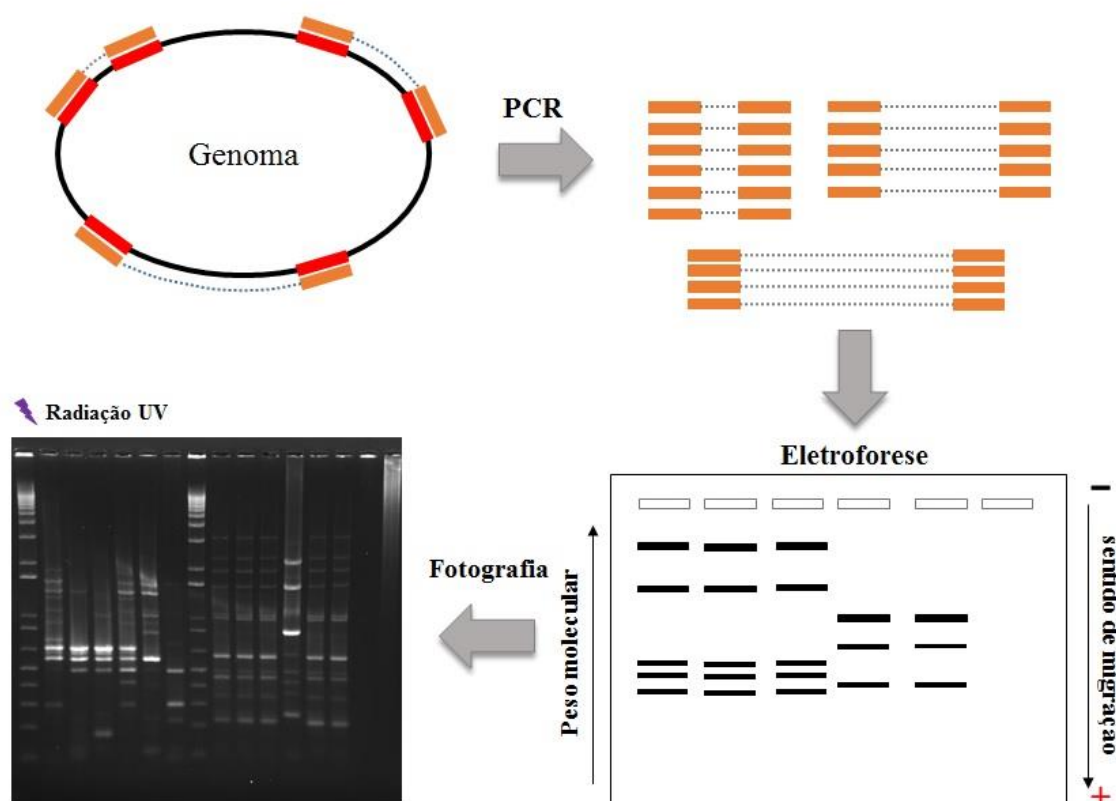 Genoma
PCR
Radiação UV
Eletroforese
Fotografia
Peso molecular
-
sentido de migração
+